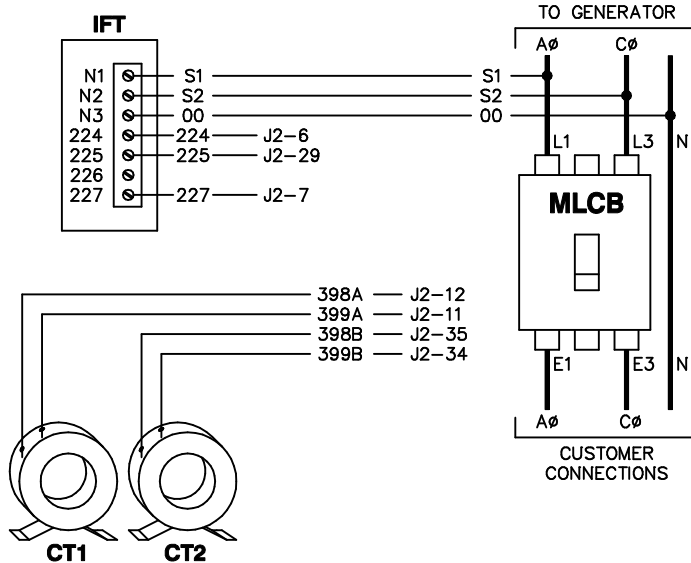 TO GENERATOR
IFT
AØ CØ
N1 S1 S1
N2 S2 S2
N3 00 00
224 224 J2-6
L1 L3 N
225 225 J2-29
226
227 227 J2-7
MLCB
398A J2-12
399A J2-11
398B J2-35
399B J2-34
E1 E3 N
AØ CØ
CUSTOMER
CONNECTIONS
CT1 CT2